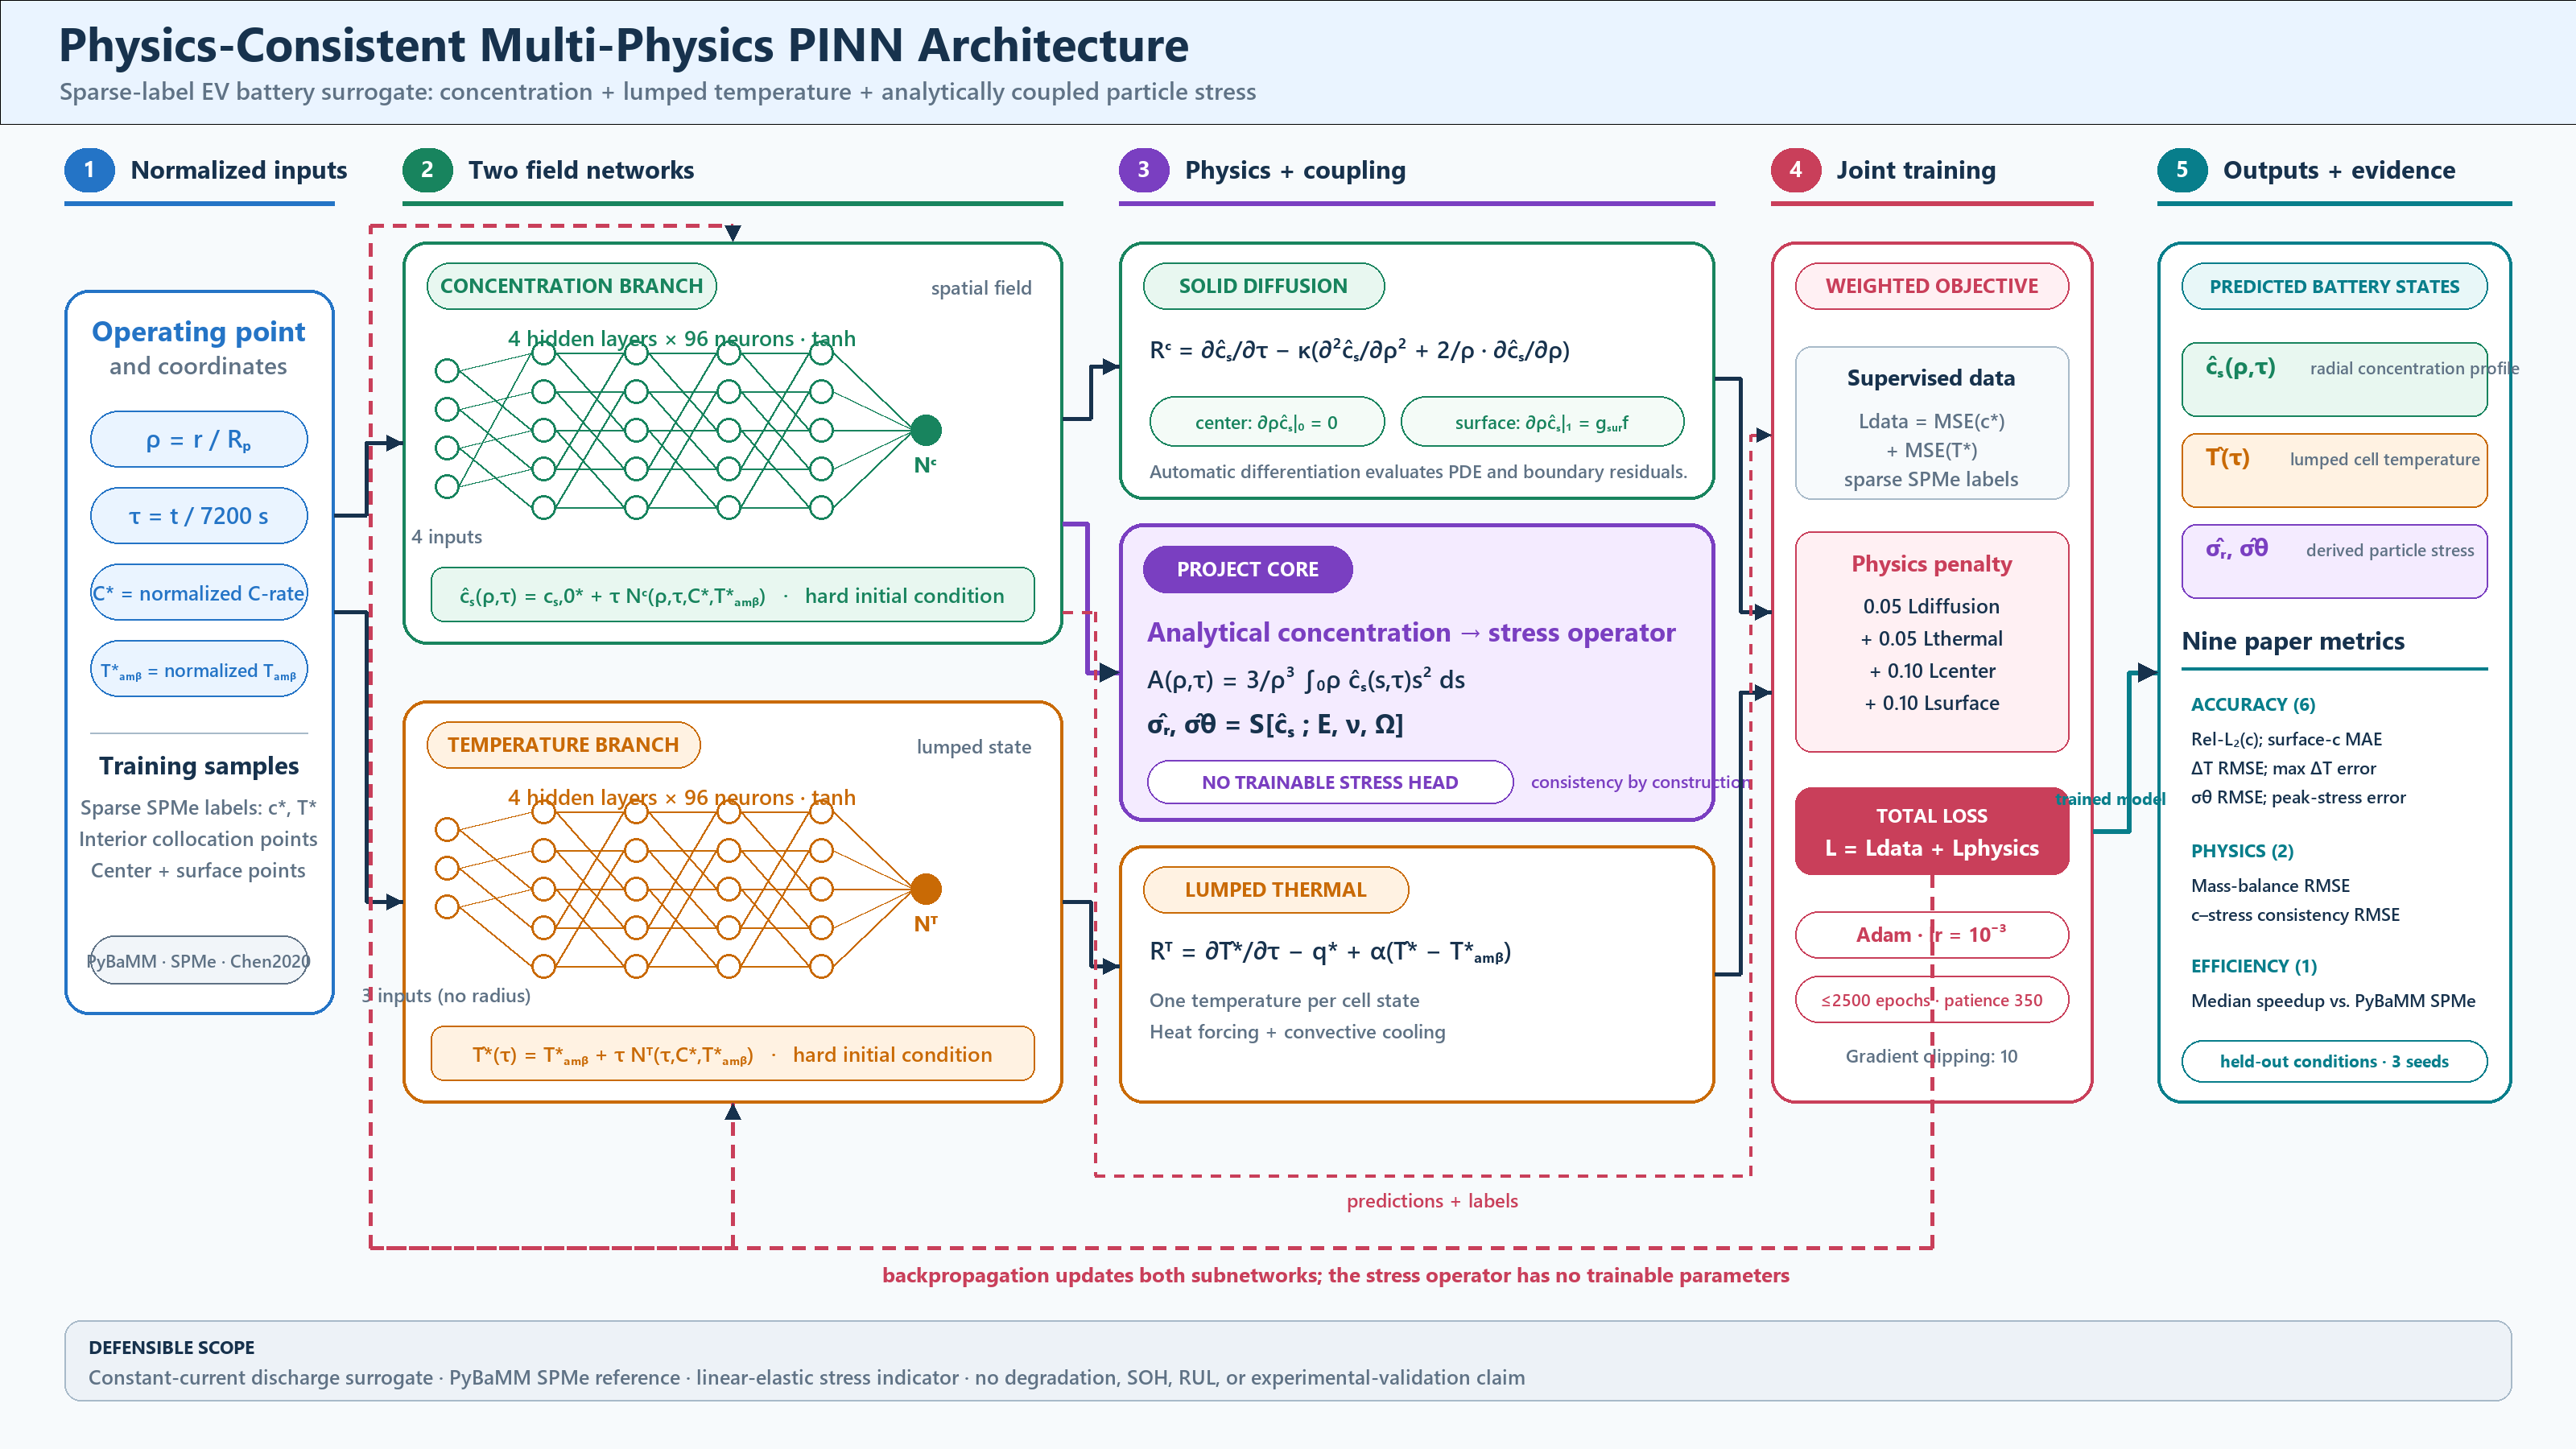 Physics-Consistent Multi-Physics PINN Architecture
Sparse-label EV battery surrogate: concentration + lumped temperature + analytically coupled particle stress
1 Normalized inputs
2 Two field networks
3 Physics + coupling
4 Joint training
5 Outputs + evidence
Operating point
and coordinates
ρ = r / Rₚ
τ = t / 7200 s
C* = normalized C-rate
T*ₐₘᵦ = normalized Tₐₘᵦ
Training samples
Sparse SPMe labels: c*, T*
Interior collocation points
Center + surface points
PyBaMM · SPMe · Chen2020
CONCENTRATION BRANCH
spatial field
4 hidden layers × 96 neurons · tanh
Nᶜ
4 inputs
ĉₛ(ρ,τ) = cₛ,0* + τ Nᶜ(ρ,τ,C*,T*ₐₘᵦ) · hard initial condition
TEMPERATURE BRANCH
lumped state
4 hidden layers × 96 neurons · tanh
Nᵀ
3 inputs (no radius)
T̂*(τ) = T*ₐₘᵦ + τ Nᵀ(τ,C*,T*ₐₘᵦ) · hard initial condition
SOLID DIFFUSION
Rᶜ = ∂ĉₛ/∂τ − κ(∂²ĉₛ/∂ρ² + 2/ρ · ∂ĉₛ/∂ρ)
center: ∂ρĉₛ|₀ = 0
surface: ∂ρĉₛ|₁ = gₛᵤᵣf
Automatic differentiation evaluates PDE and boundary residuals.
PROJECT CORE
Analytical concentration → stress operator
A(ρ,τ) = 3/ρ³ ∫₀ρ ĉₛ(s,τ)s² ds
σ̂ᵣ, σ̂θ = S[ĉₛ ; E, ν, Ω]
NO TRAINABLE STRESS HEAD
consistency by construction
LUMPED THERMAL
Rᵀ = ∂T̂*/∂τ − q* + α(T̂* − T*ₐₘᵦ)
One temperature per cell state
Heat forcing + convective cooling
predictions + labels
backpropagation updates both subnetworks; the stress operator has no trainable parameters
WEIGHTED OBJECTIVE
Supervised data
Ldata = MSE(c*)
+ MSE(T*)
sparse SPMe labels
Physics penalty
0.05 Ldiffusion
+ 0.05 Lthermal
+ 0.10 Lcenter
+ 0.10 Lsurface
TOTAL LOSS
L = Ldata + Lphysics
trained model
Adam · lr = 10⁻³
≤2500 epochs · patience 350
Gradient clipping: 10
PREDICTED BATTERY STATES
ĉₛ(ρ,τ) radial concentration profile
T̂(τ) lumped cell temperature
σ̂ᵣ, σ̂θ derived particle stress
Nine paper metrics
ACCURACY (6)
Rel-L₂(c); surface-c MAE
ΔT RMSE; max ΔT error
σθ RMSE; peak-stress error
PHYSICS (2)
Mass-balance RMSE
c–stress consistency RMSE
EFFICIENCY (1)
Median speedup vs. PyBaMM SPMe
held-out conditions · 3 seeds
DEFENSIBLE SCOPE
Constant-current discharge surrogate · PyBaMM SPMe reference · linear-elastic stress indicator · no degradation, SOH, RUL, or experimental-validation claim